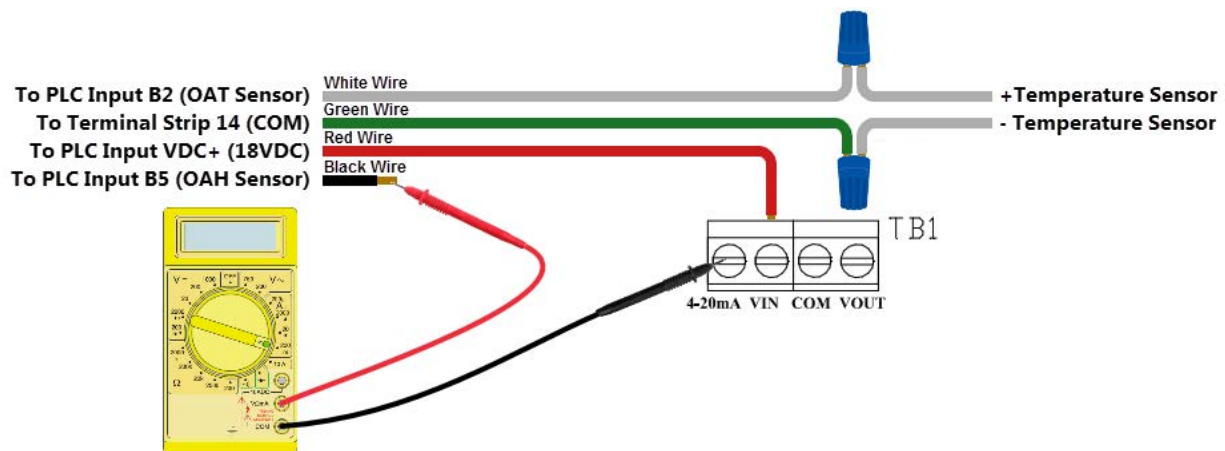 White Wire
To PLC Input B2 (OAT Sensor)
+Temperature Sensor
Green Wire
To Terminal Strip 14 (COM)
- Temperature Sensor
Red Wire
To PLC Input VDC+ (18VDC)
Black Wire
To PLC Input B5 (OAH Sensor)
TB1
4-20mA VIN COM VOUT
VΩmA
COM